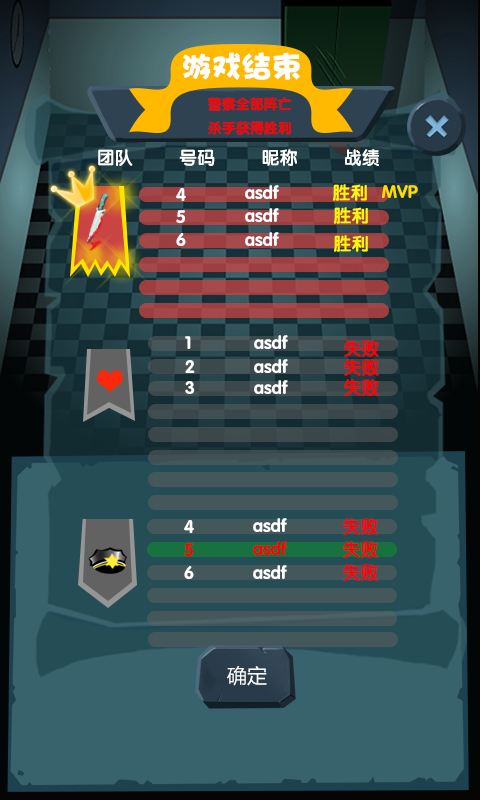 游戏结束
警察全部阵亡
杀手获得胜利
团队 号码 昵称 战绩
4 asdf 胜利 MVP
5 asdf 胜利
6 asdf 胜利
1 asdf 失败
2 asdf 失败
3 asdf 失败
4 asdf 失败
5 asdf 失败
6 asdf 失败
确定